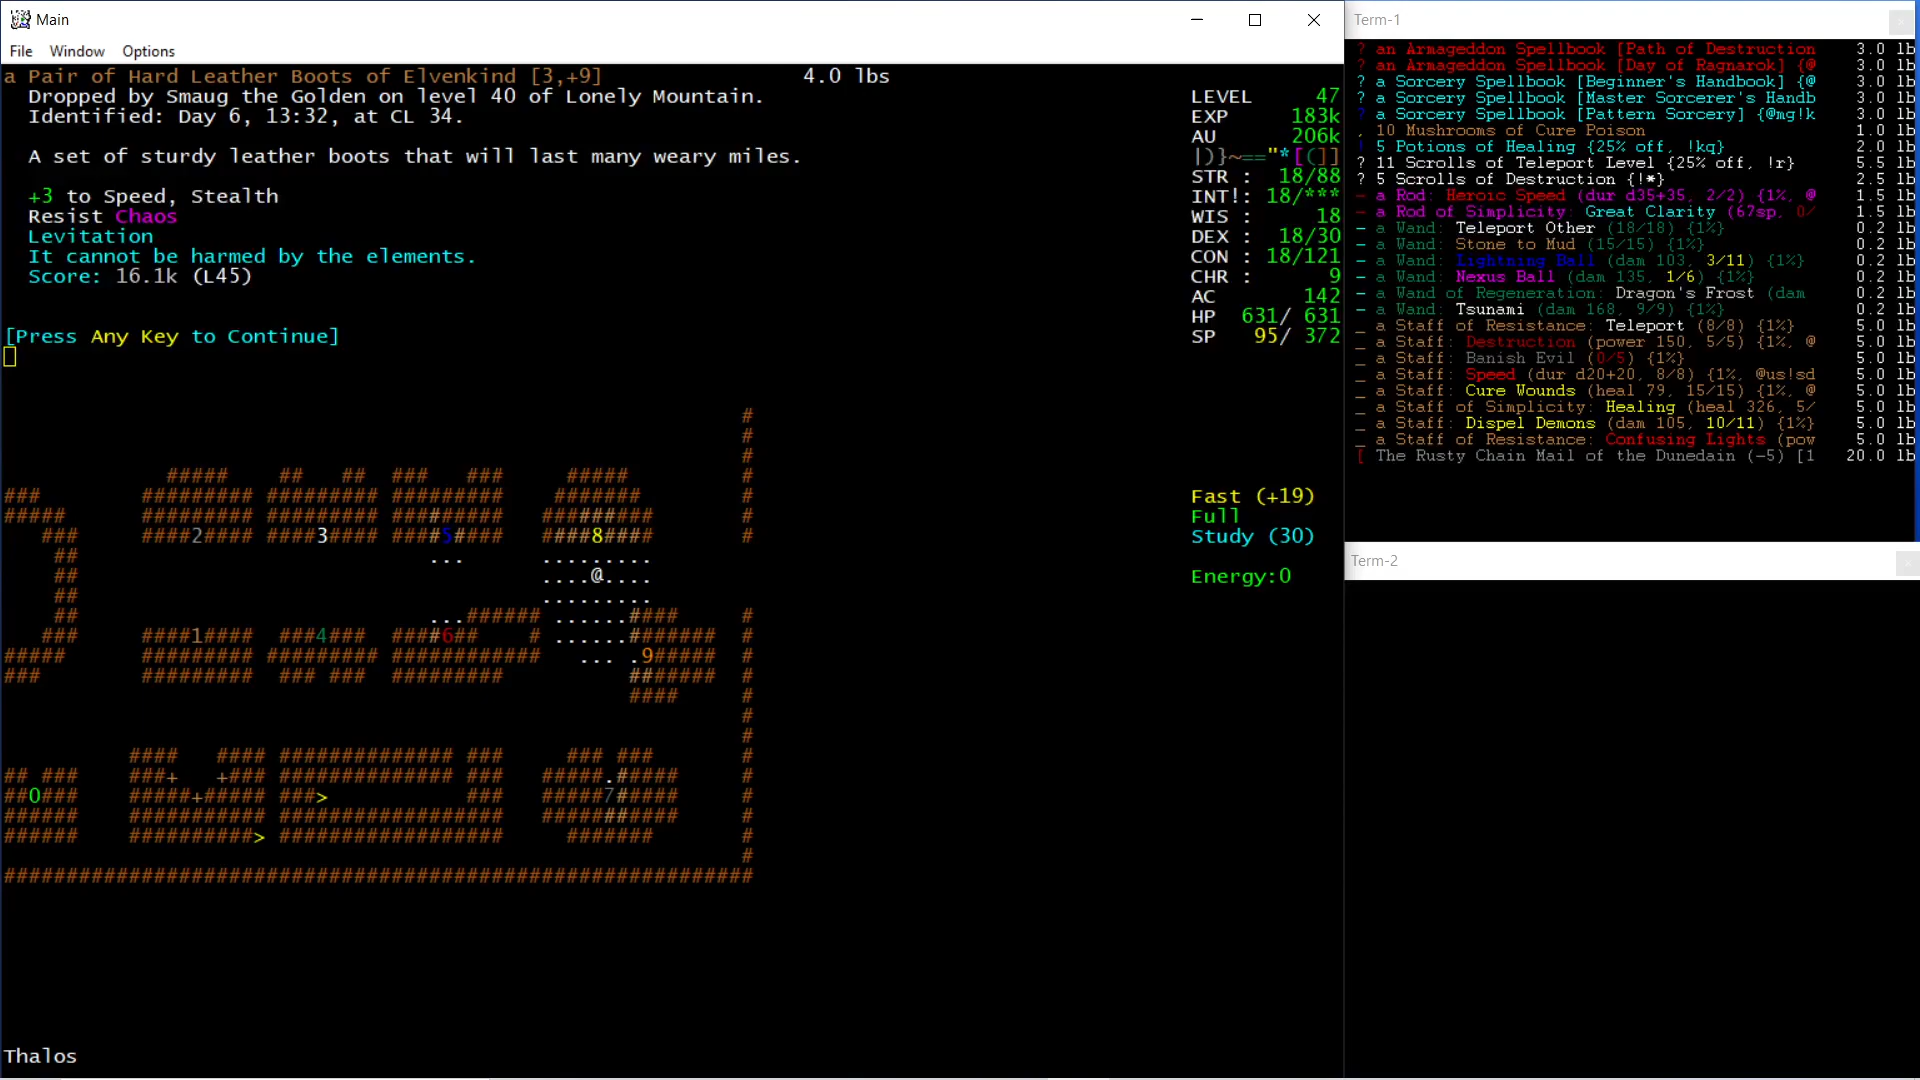 Main
File Window Options
a Pair of Hard Leather Boots of Elvenkind [3,+9] 4.0 lbs
Dropped by Smaug the Golden on level 40 of Lonely Mountain.
Identified: Day 6, 13:32, at CL 34.
A set of sturdy leather boots that will last many weary miles.
+3 to Speed, Stealth
Resist Chaos
Levitation
It cannot be harmed by the elements.
Score: 16.1k (L45)
[Press Any Key to Continue]
LEVEL 47
EXP 183k
AU 206k
|)}~=="*[(]]
STR : 18/88
INT!: 18/***
WIS : 18
DEX : 18/30
CON : 18/121
CHR : 9
AC 142
HP 631/ 631
SP 95/ 372
Fast (+19)
Full
Study (30)
Energy:0
##### ## ## ### ### #####
### ######### ######### ######### #######
##### ######### ######### ######### #########
### ####2#### ####3#### ####5#### ####8####
## ... .........
## ....@....
## .........
## ...###### ......####
### ####1#### ###4### ####6## # ......#######
##### ######### ######### ############ ... .9#####
### ######### ### ### ######### #######
####
#### #### ############## ### ### ###
## ### ###+ +### ############## ### #####.#####
##0### #####+##### ###> ### #####7#####
###### ########### ################## ###########
###### ##########> ################## #######
############################################################
Thalos
Term-1
? an Armageddon Spellbook [Path of Destruction 3.0 lb
? an Armageddon Spellbook [Day of Ragnarok] {@ 3.0 lb
? a Sorcery Spellbook [Beginner's Handbook] {@ 3.0 lb
? a Sorcery Spellbook [Master Sorcerer's Handb 3.0 lb
? a Sorcery Spellbook [Pattern Sorcery] {@mg!k 3.0 lb
, 10 Mushrooms of Cure Poison 1.0 lb
! 5 Potions of Healing {25% off, !kq} 2.0 lb
? 11 Scrolls of Teleport Level {25% off, !r} 5.5 lb
? 5 Scrolls of Destruction {!*} 2.5 lb
- a Rod: Heroic Speed (dur d35+35, 2/2) {1%, @ 1.5 lb
- a Rod of Simplicity: Great Clarity (67sp, 0/ 1.5 lb
- a Wand: Teleport Other (18/18) {1%} 0.2 lb
- a Wand: Stone to Mud (15/15) {1%} 0.2 lb
- a Wand: Lightning Ball (dam 103, 3/11) {1%} 0.2 lb
- a Wand: Nexus Ball (dam 135, 1/6) {1%} 0.2 lb
- a Wand of Regeneration: Dragon's Frost (dam 0.2 lb
- a Wand: Tsunami (dam 168, 9/9) {1%} 0.2 lb
_ a Staff of Resistance: Teleport (8/8) {1%} 5.0 lb
_ a Staff: Destruction (power 150, 5/5) {1%, @ 5.0 lb
_ a Staff: Banish Evil (0/5) {1%} 5.0 lb
_ a Staff: Speed (dur d20+20, 8/8) {1%, @us!sd 5.0 lb
_ a Staff: Cure Wounds (heal 79, 15/15) {1%, @ 5.0 lb
_ a Staff of Simplicity: Healing (heal 326, 5/ 5.0 lb
_ a Staff: Dispel Demons (dam 105, 10/11) {1%} 5.0 lb
_ a Staff of Resistance: Confusing Lights (pow 5.0 lb
[ The Rusty Chain Mail of the Dunedain (-5) [1 20.0 lb
Term-2